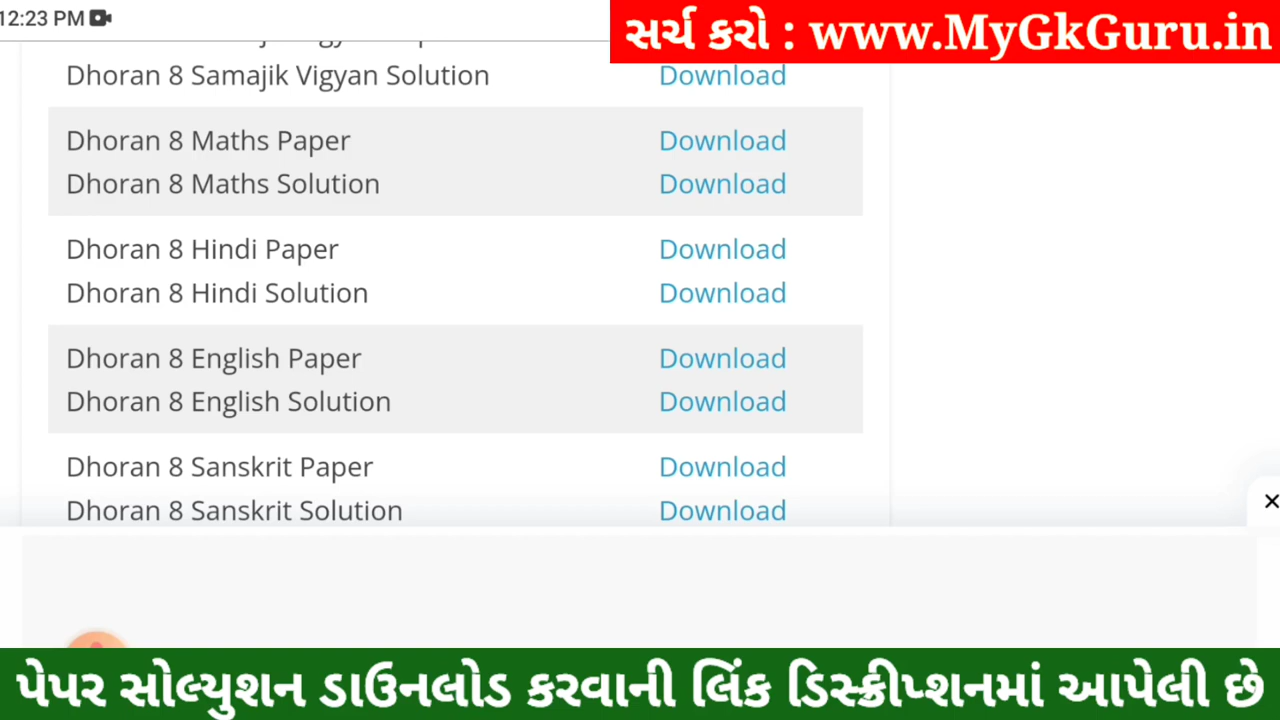 12:23 PM
સર્ચ કરો : www.MyGkGuru.in
Dhoran 8 Samajik Vigyan Solution Download
Dhoran 8 Maths Paper Download
Dhoran 8 Maths Solution Download
Dhoran 8 Hindi Paper Download
Dhoran 8 Hindi Solution Download
Dhoran 8 English Paper Download
Dhoran 8 English Solution Download
Dhoran 8 Sanskrit Paper Download
Dhoran 8 Sanskrit Solution Download
પેપર સોલ્યુશન ડાઉનલોડ કરવાની લિંક ડિસ્ક્રીપ્શનમાં આપેલી છે